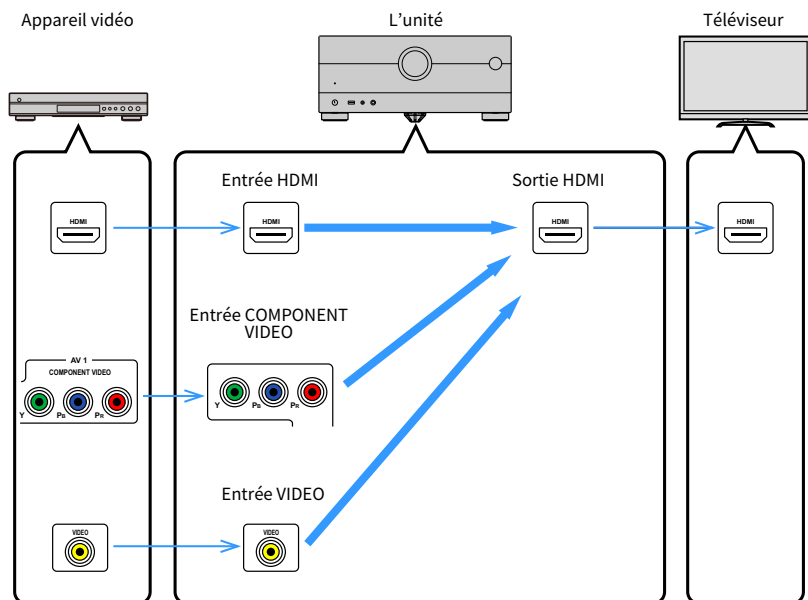 Appareil vidéo
L'unité
Téléviseur
Entrée HDMI
Sortie HDMI
HDMI
HDMI
HDMI
HDMI
Entrée COMPONENT
VIDEO
AV 1
COMPONENT VIDEO
Y PB PR
Y PB PR
Entrée VIDEO
VIDEO
VIDEO